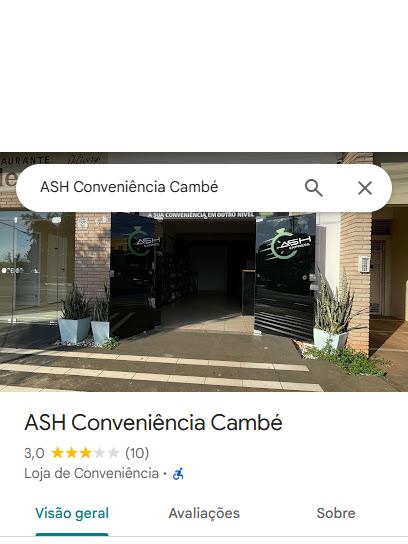 AURANTE
ASH Conveniência Cambé
A SUA CONVENIÊNCIA EM OUTRO NÍVEL
ASH
ASH
ASH Conveniência Cambé
3,0 (10)
Loja de Conveniência ·
Visão geral Avaliações Sobre